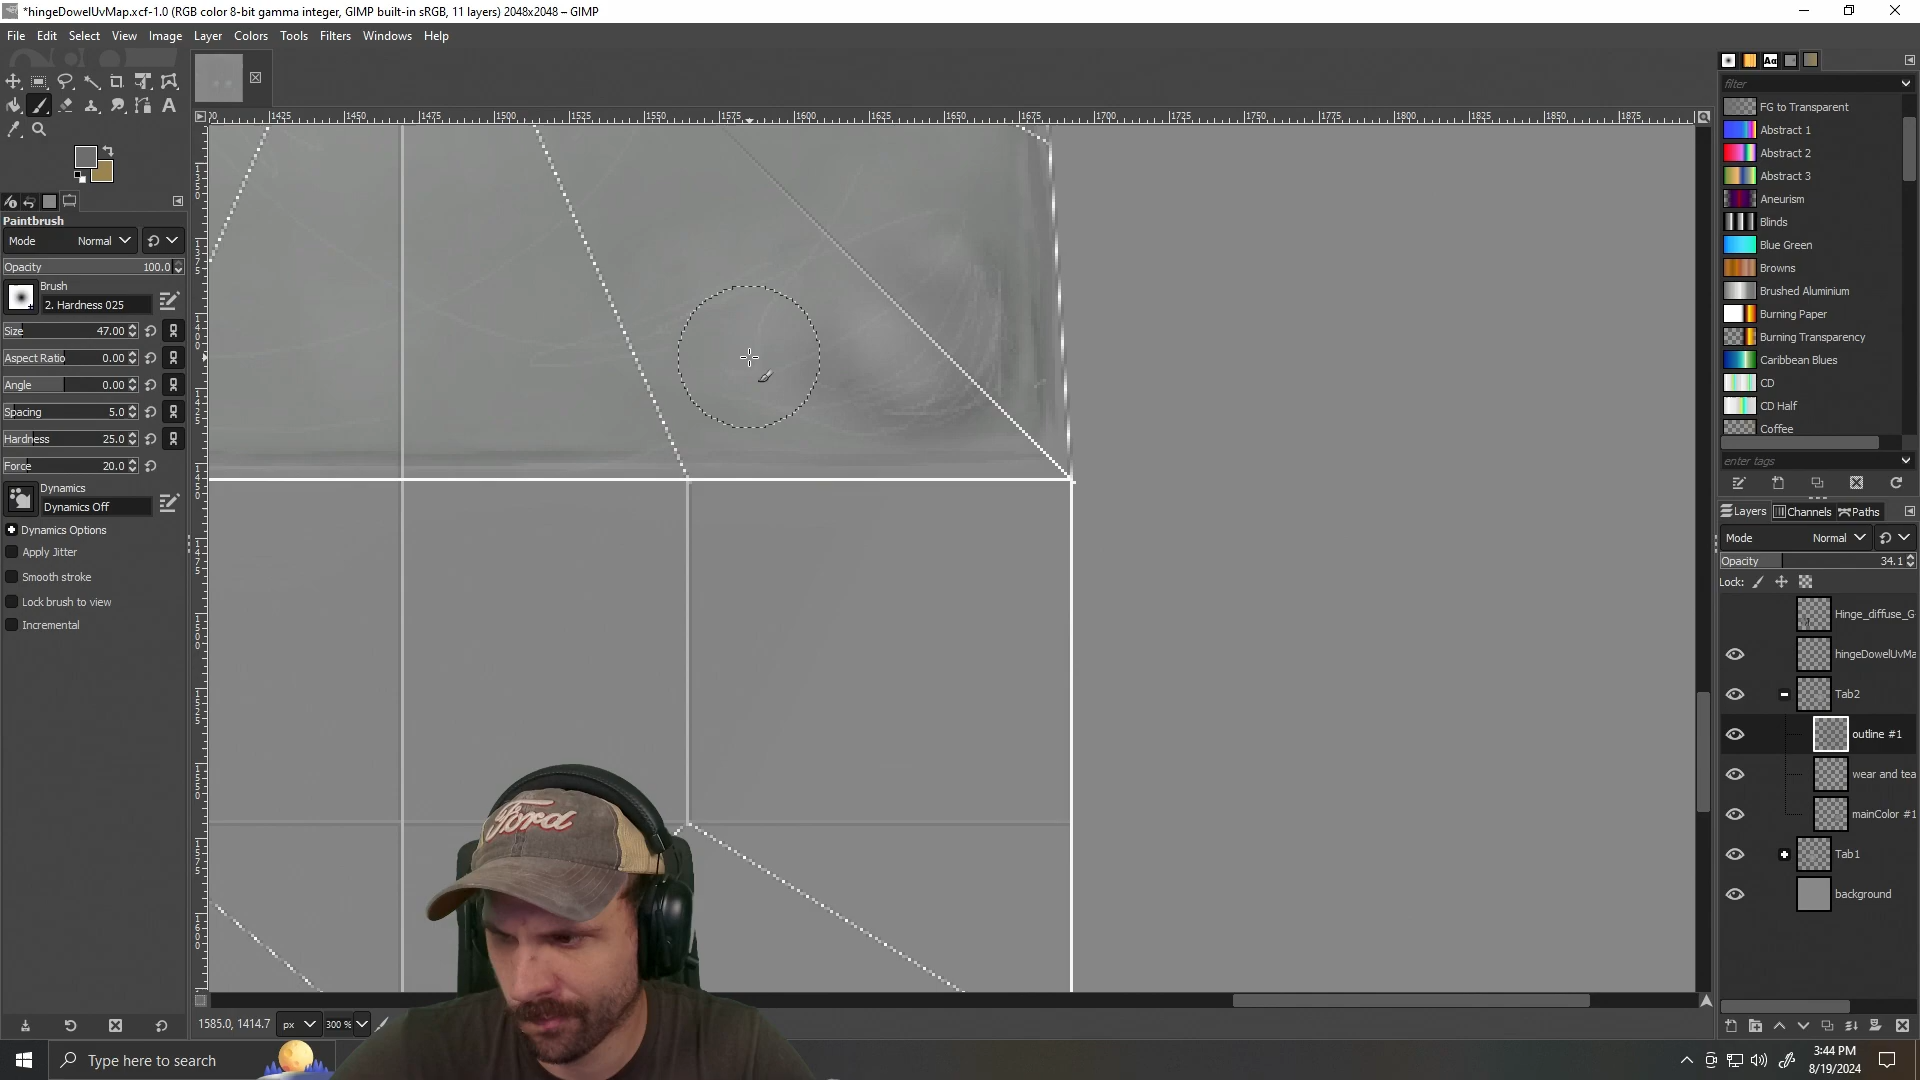 *hingeDowelUvMap.xcf-1.0 (RGB color 8-bit gamma integer, GIMP built-in sRGB, 11 layers) 2048x2048 – GIMP
File Edit Select View Image Layer Colors Tools Filters Windows Help
Paintbrush
Mode Normal
Opacity 100.0
Brush
2. Hardness 025
Size 47.00
Aspect Ratio 0.00
Angle 0.00
Spacing 5.0
Hardness 25.0
Force 20.0
Dynamics
Dynamics Off
Dynamics Options
Apply Jitter
Smooth stroke
Lock brush to view
Incremental
1425 1450 1475 1500 1525 1550 1575 1600 1625 1650 1675 1700 1725 1750 1775 1800 1825 1850 1875
Ford
1585.0, 1414.7 px 300 %
filter
FG to Transparent
Abstract 1
Abstract 2
Abstract 3
Aneurism
Blinds
Blue Green
Browns
Brushed Aluminium
Burning Paper
Burning Transparency
Caribbean Blues
CD
CD Half
Coffee
enter tags
Layers Channels Paths
Mode Normal
Opacity 34.1
Lock:
Hinge_diffuse_G
hingeDowelUvMa
Tab2
outline #1
wear and tea
mainColor #1
Tab1
background
Type here to search
3:44 PM
8/19/2024